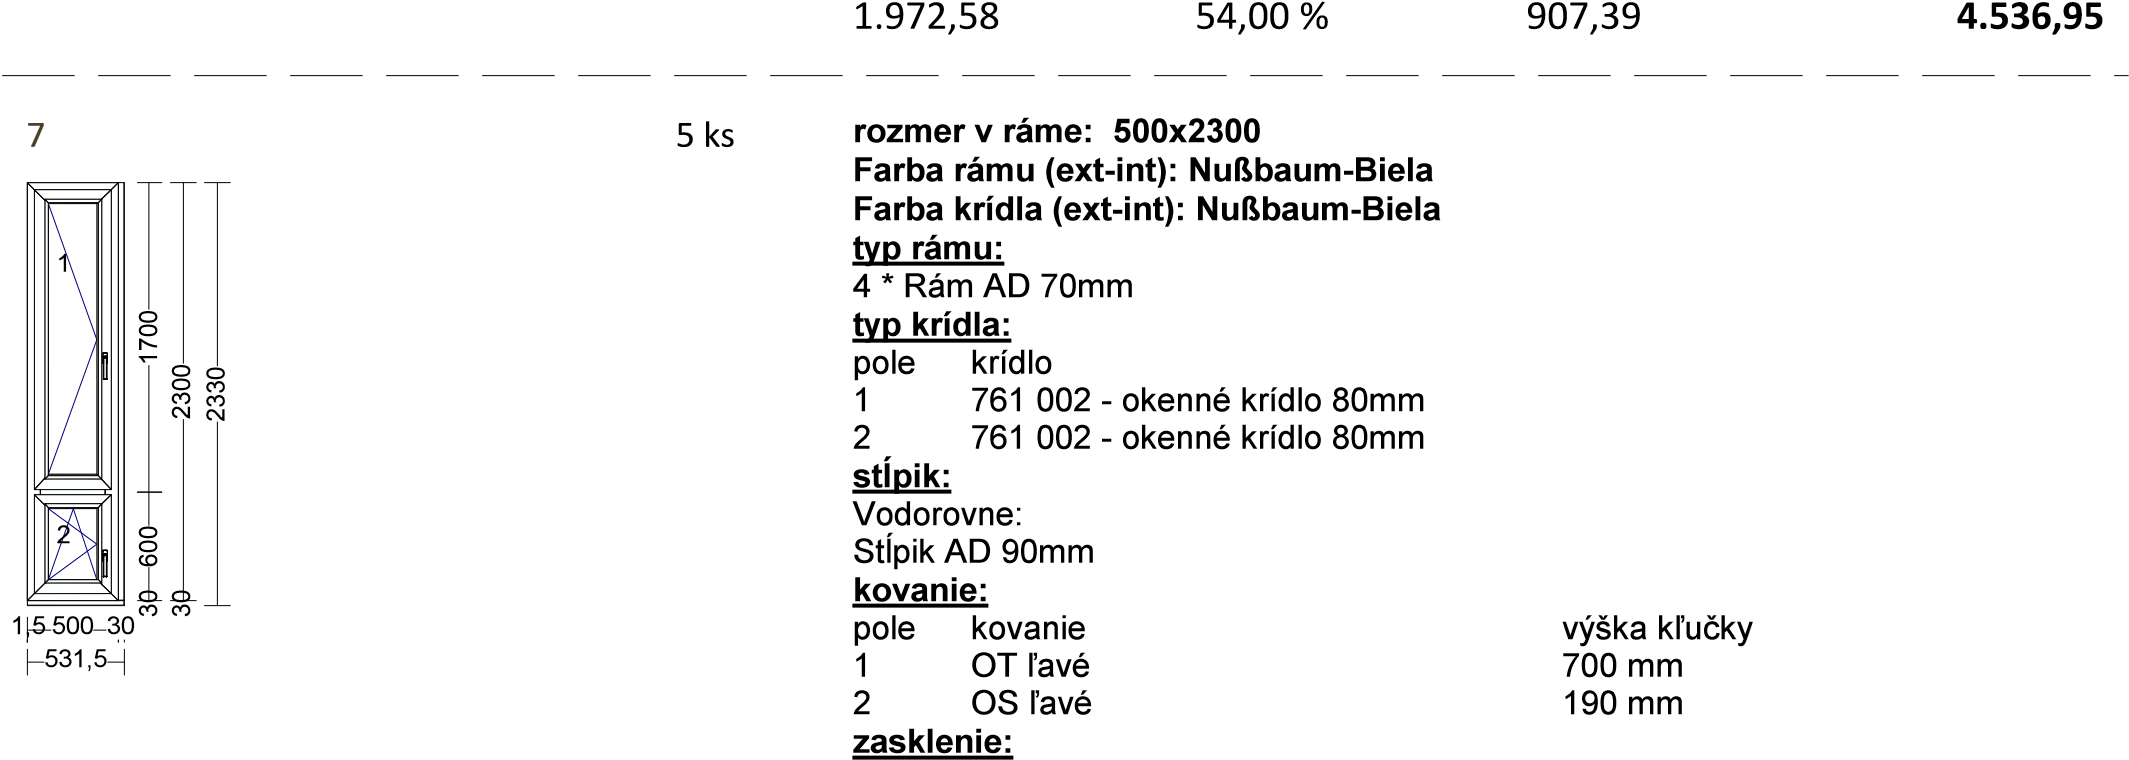 1.972,58 54,00 % 907,39 4.536,95
7 5 ks rozmer v ráme: 500x2300
Farba rámu (ext-int): Nußbaum-Biela
Farba krídla (ext-int): Nußbaum-Biela
typ rámu:
4 * Rám AD 70mm
typ krídla:
pole krídlo
1 761 002 - okenné krídlo 80mm
2 761 002 - okenné krídlo 80mm
stĺpik:
Vodorovne:
Stĺpik AD 90mm
kovanie:
pole kovanie výška kľučky
1 OT ľavé 700 mm
2 OS ľavé 190 mm
zasklenie:
1
2
1700
600
30
2300
30
2330
1,5 500 30
531,5